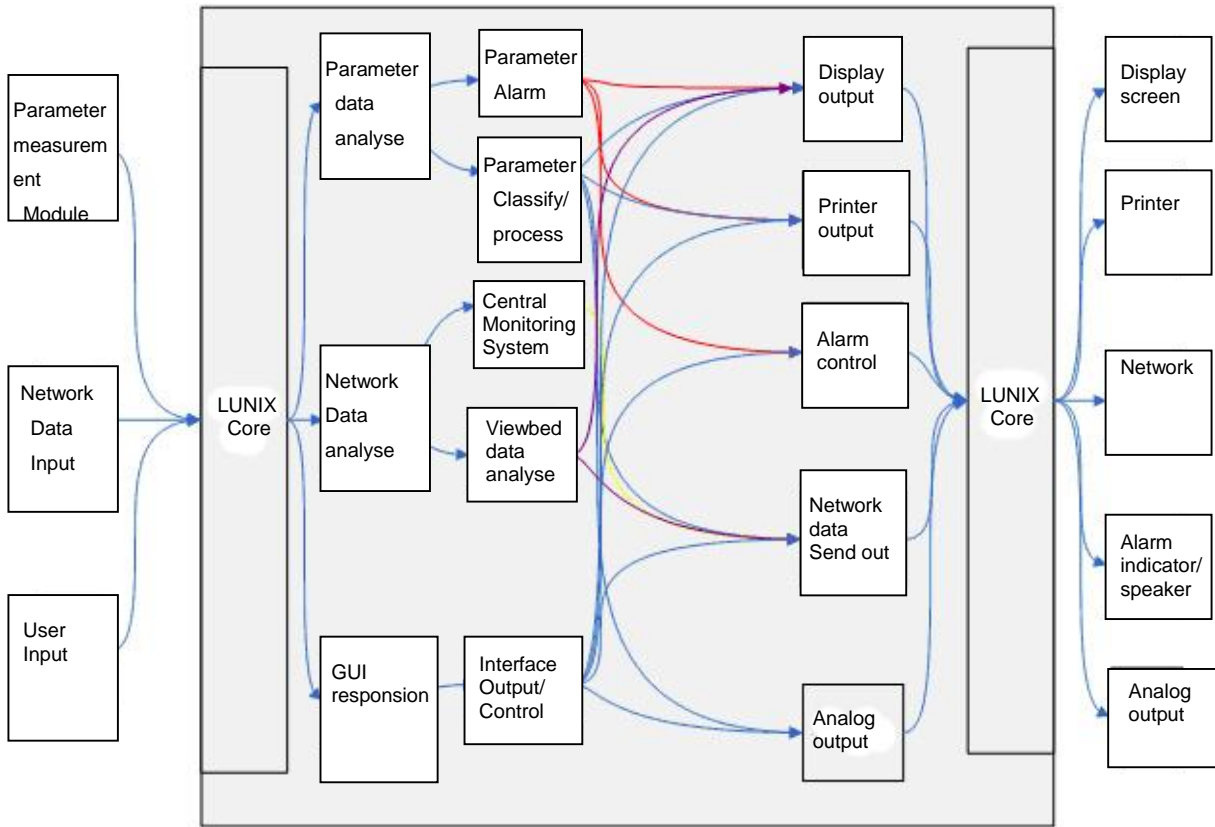 Parameter
measurem
ent
Module
Network
Data
Input
User
Input
LUNIX
Core
Parameter
data
analyse
Network
Data
analyse
GUI
responsion
Parameter
Alarm
Parameter
Classify/
process
Central
Monitoring
System
Viewbed
data
analyse
Interface
Output/
Control
Display
output
Printer
output
Alarm
control
Network
data
Send out
Analog
output
LUNIX
Core
Display
screen
Printer
Network
Alarm
indicator/
speaker
Analog
output